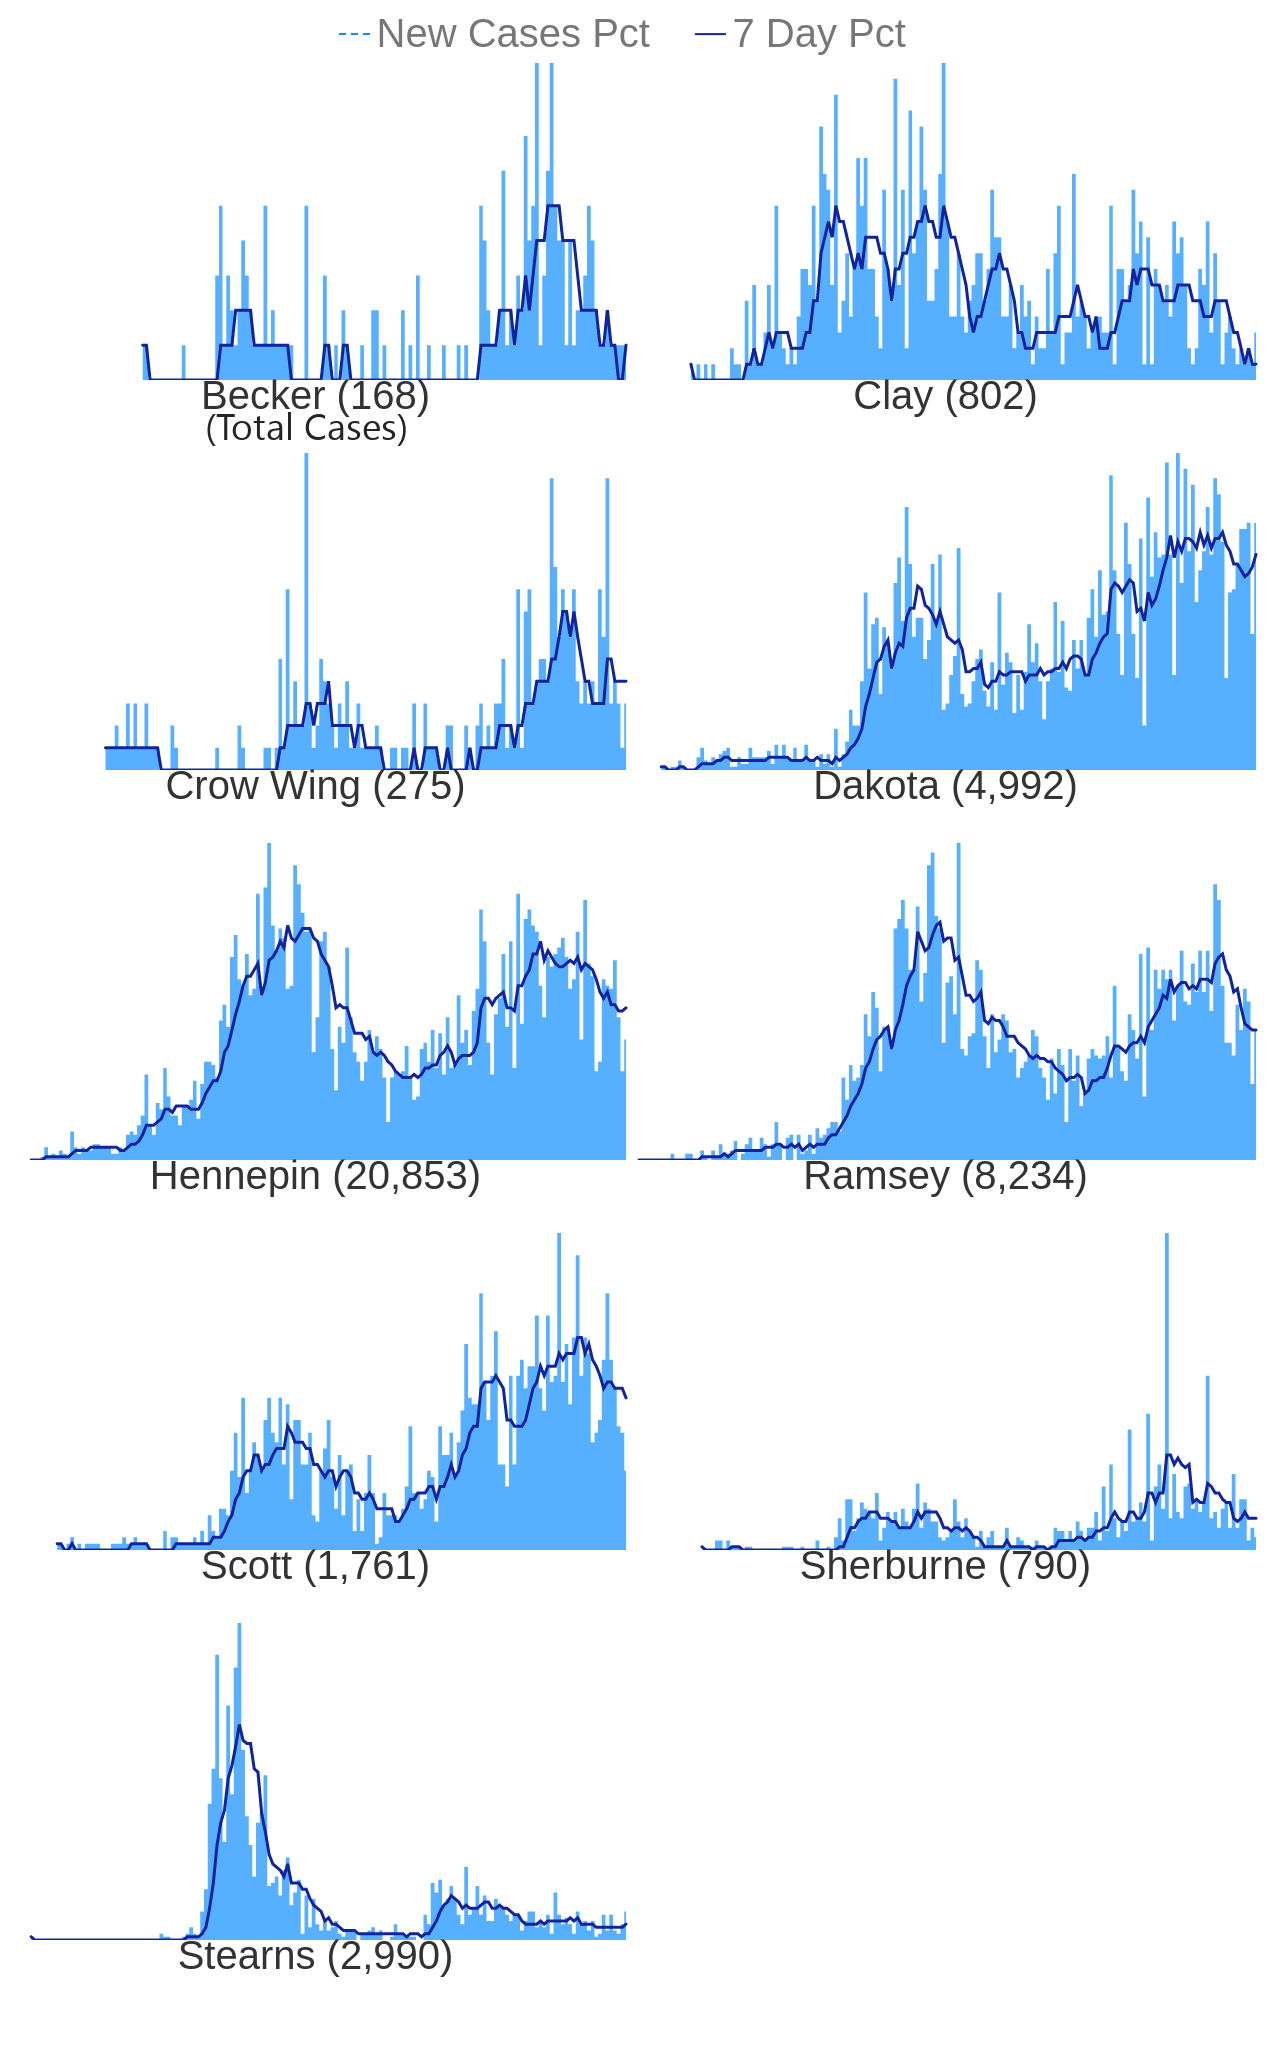 New Cases Pct 7 Day Pct
Becker (168) Clay (802)
(Total Cases)
Crow Wing (275) Dakota (4,992)
Hennepin (20,853) Ramsey (8,234)
Scott (1,761) Sherburne (790)
Stearns (2,990)